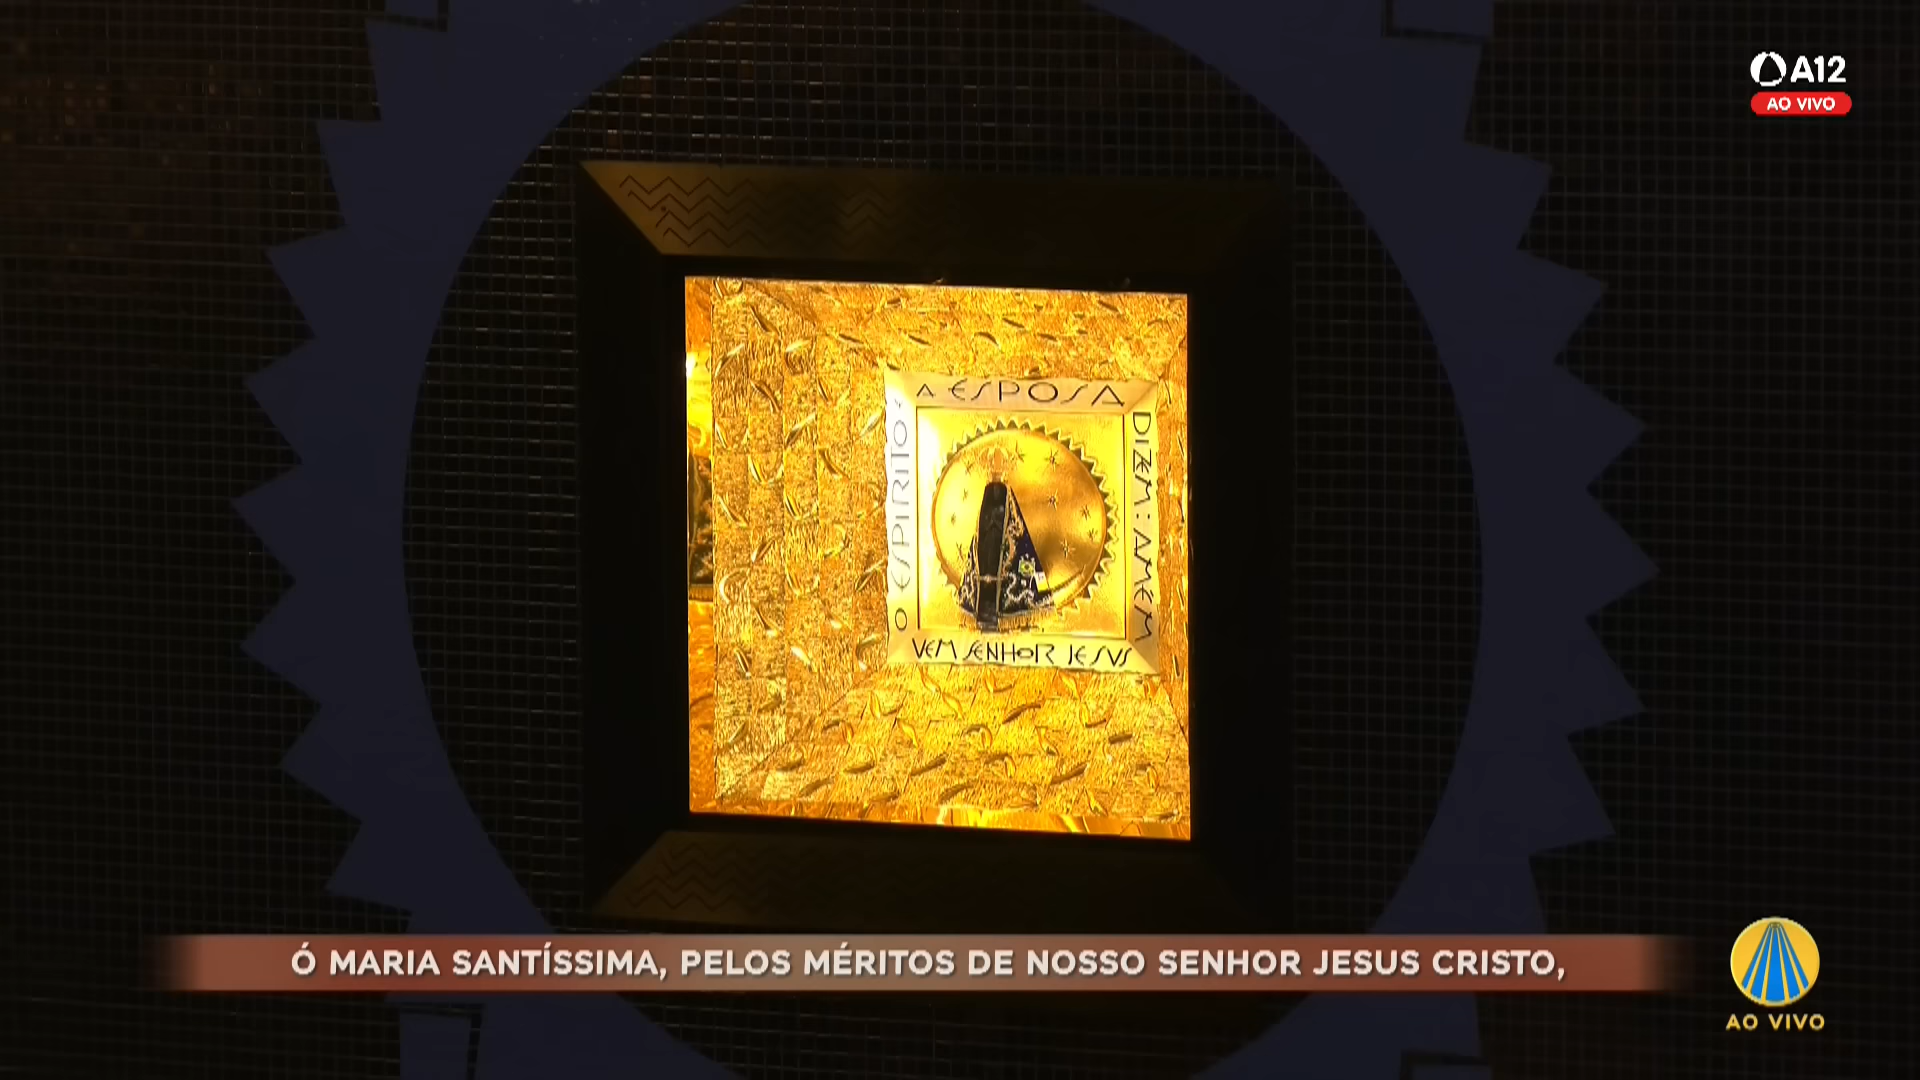 A12
AO VIVO
O ESPIRITO
A ESPOSA
DIZEM: AMÉM
VEM SENHOR JESUS
Ó MARIA SANTÍSSIMA, PELOS MÉRITOS DE NOSSO SENHOR JESUS CRISTO,
AO VIVO